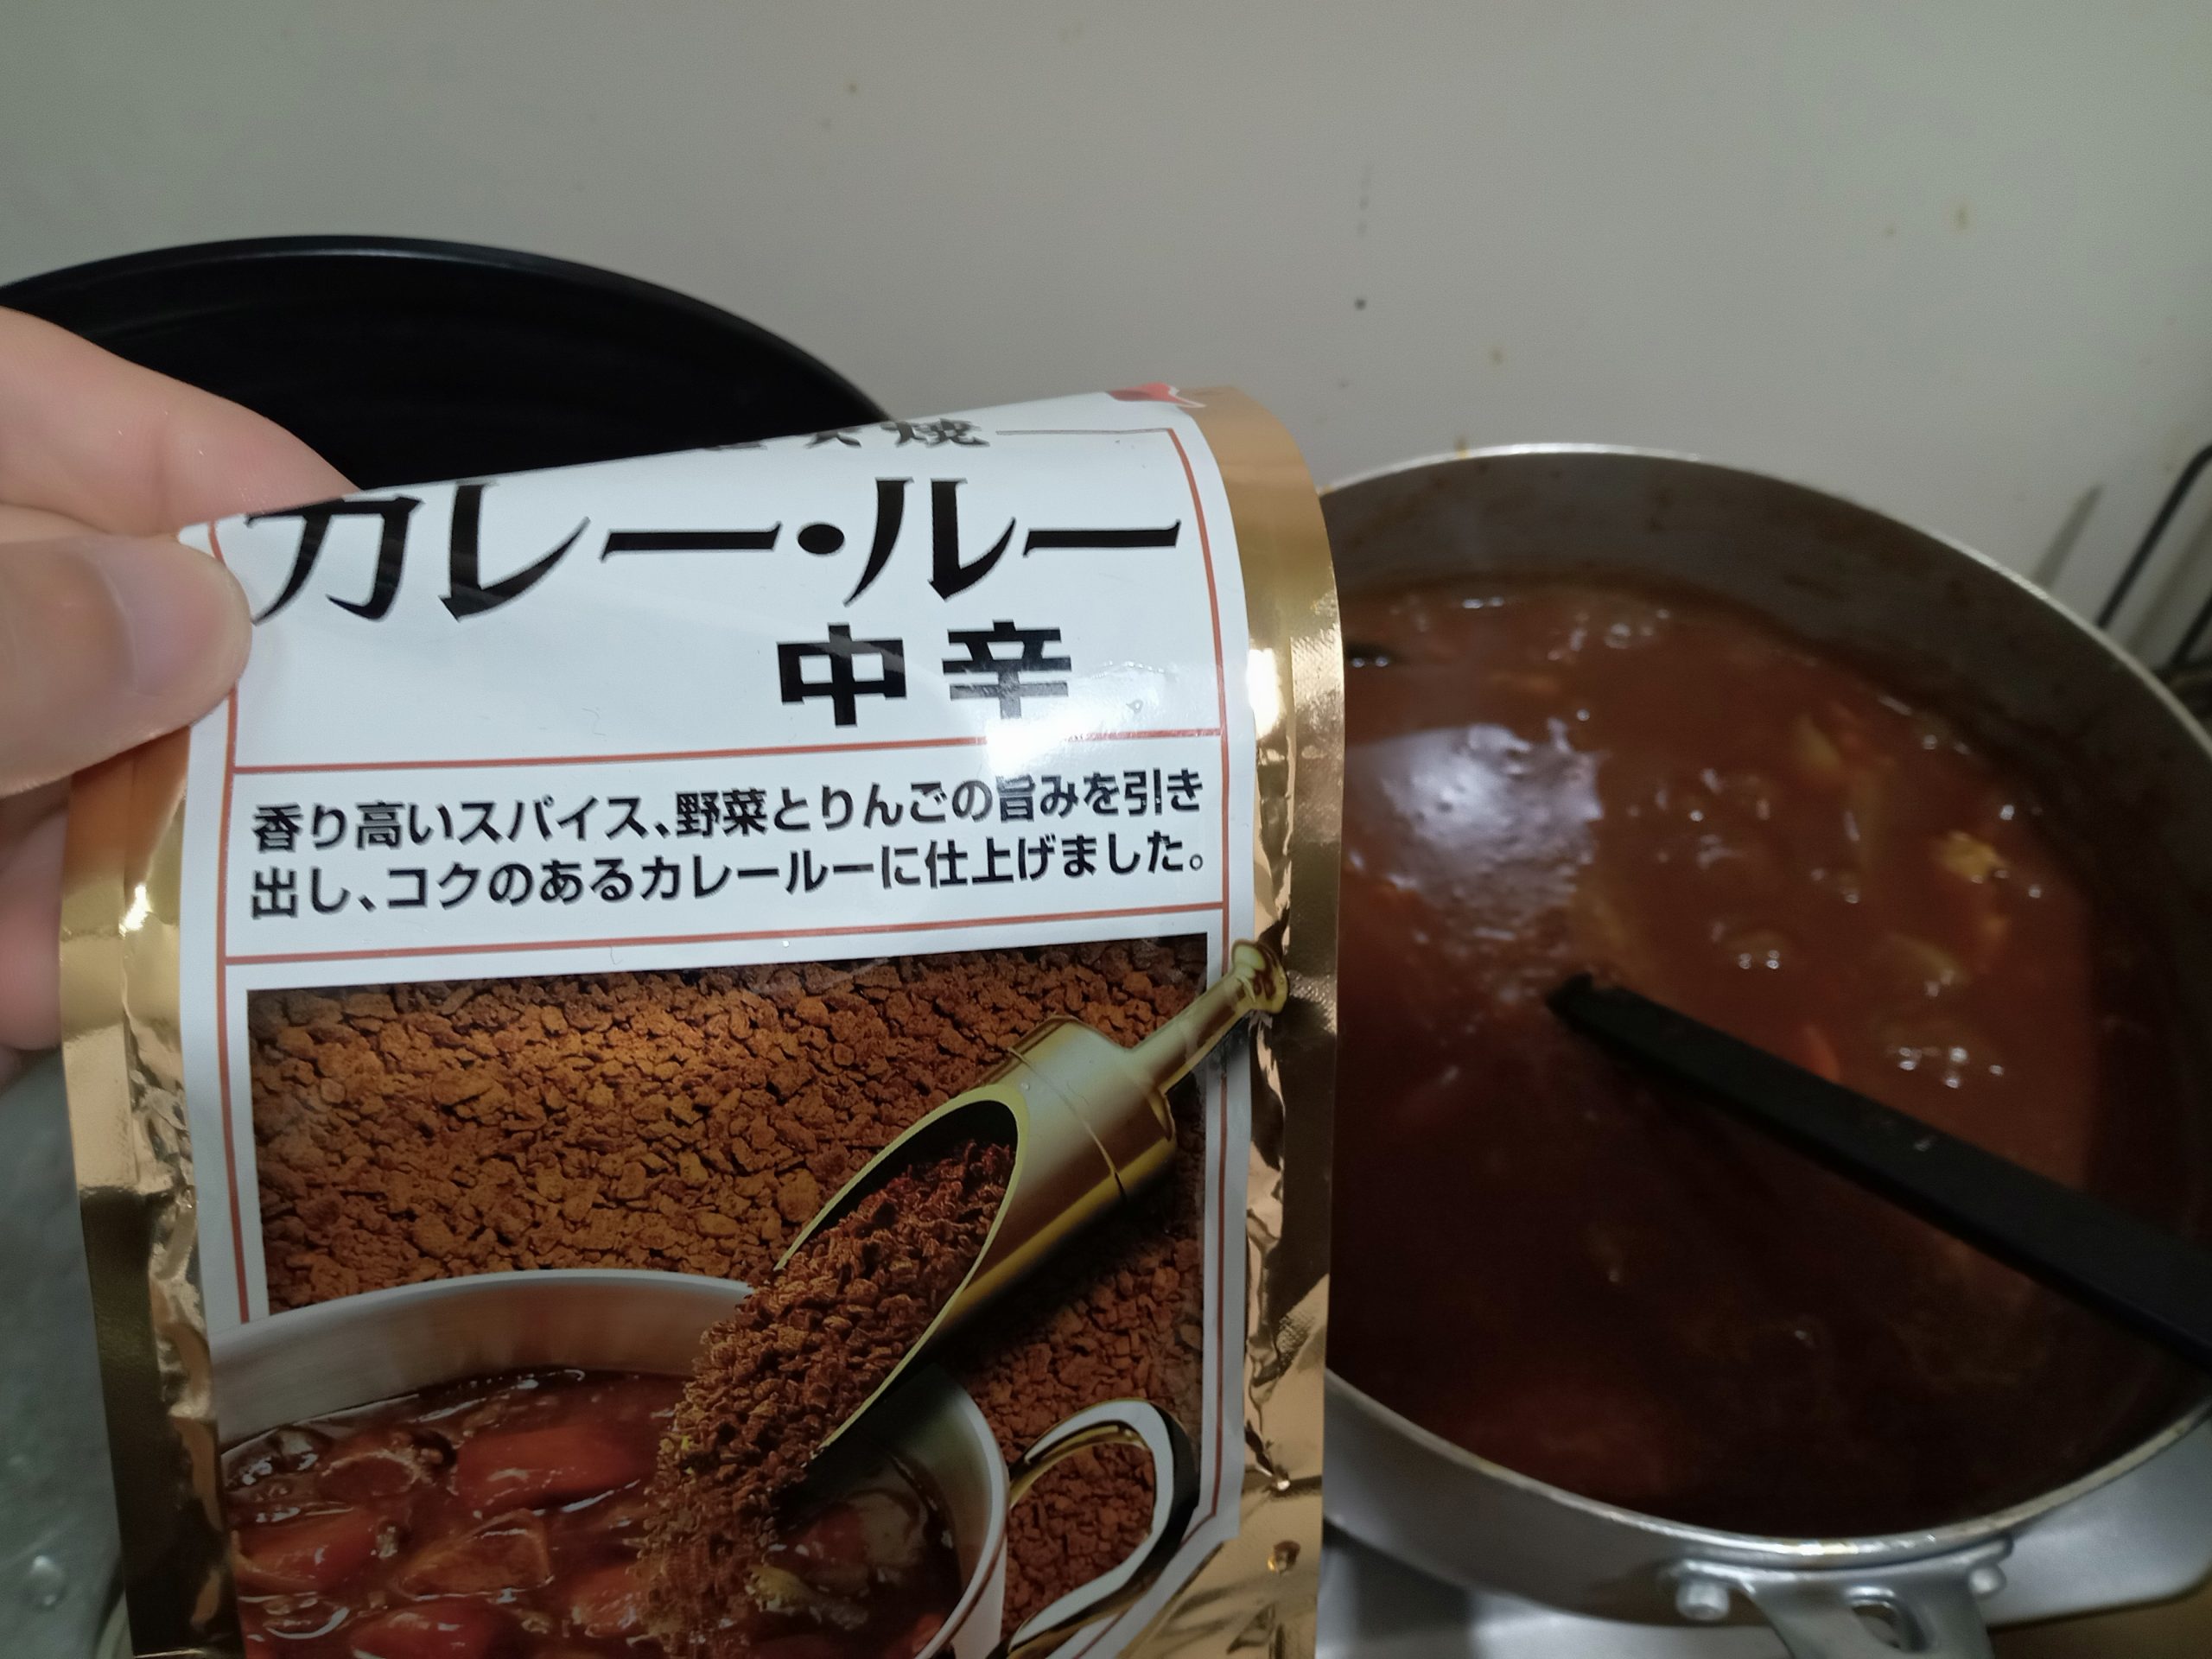 カレー・ルー
中辛
香り高いスパイス、野菜とりんごの旨みを引き
出し、コクのあるカレールーに仕上げました。